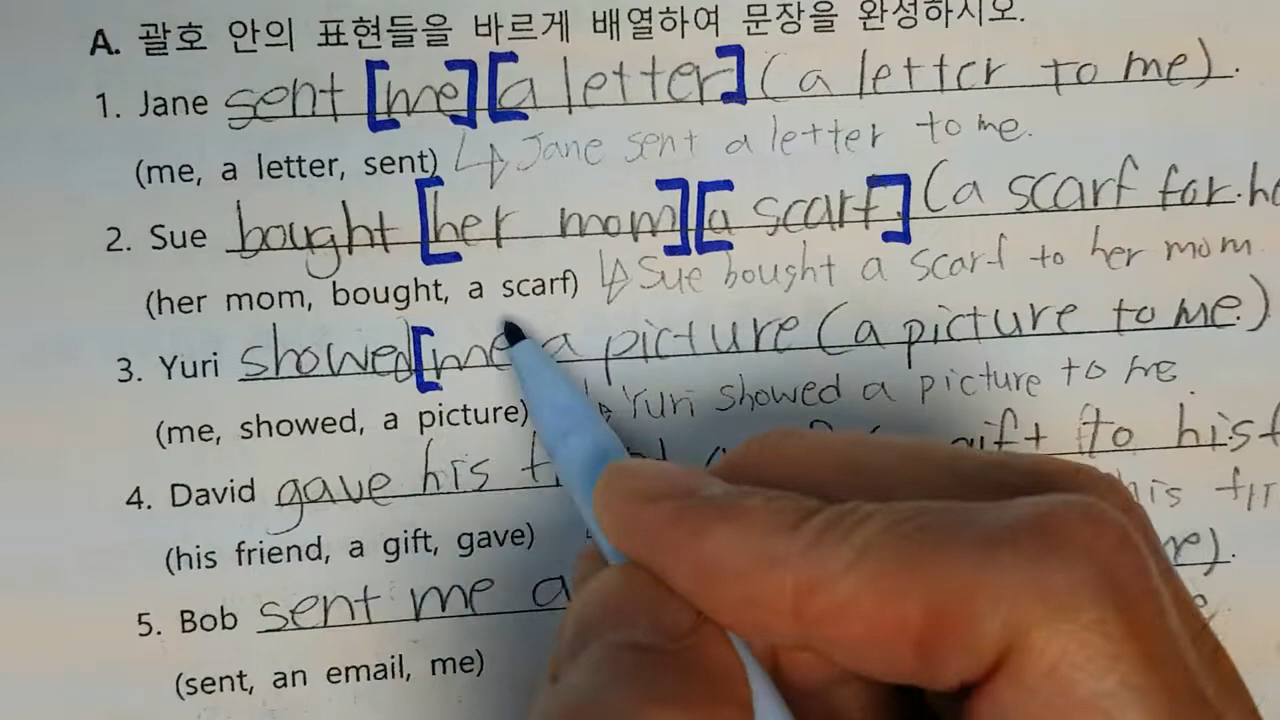 A. 괄호 안의 표현들을 바르게 배열하여 문장을 완성하시오.
1. Jane sent [me] [a letter] (a letter to me).
(me, a letter, sent) ↳ Jane sent a letter to me.
2. Sue bought [her mom] [a scarf.] (a scarf for
(her mom, bought, a scarf) ↳ Sue bought a scarf to her mom
3. Yuri showed [me a picture (a picture to me.)
(me, showed, a picture) Yuri showed a picture to me
4. David gave his gift to his
(his friend, a gift, gave) his
5. Bob sent me a
(sent, an email, me)